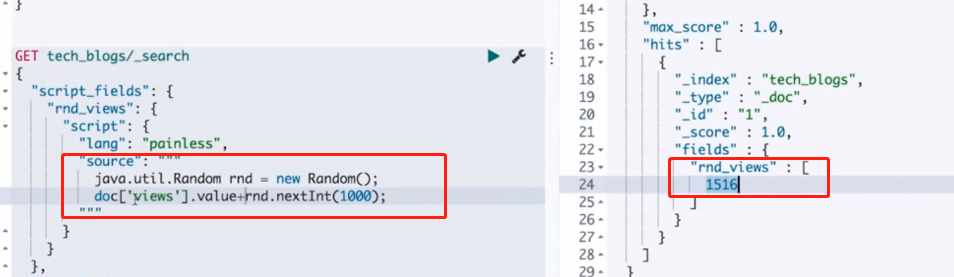 }
GET tech_blogs/_search
{
"script_fields": {
"rnd_views": {
"script": {
"lang": "painless",
"source": """
java.util.Random rnd = new Random();
doc['views'].value+rnd.nextInt(1000);
"""
}
}
},
14 },
15 "max_score" : 1.0,
16 "hits" : [
17 {
18 "_index" : "tech_blogs",
19 "_type" : "_doc",
20 "_id" : "1",
21 "_score" : 1.0,
22 "fields" : {
23 "rnd_views" : [
24 1516
25 ]
26 }
27 }
28 ]
29 }